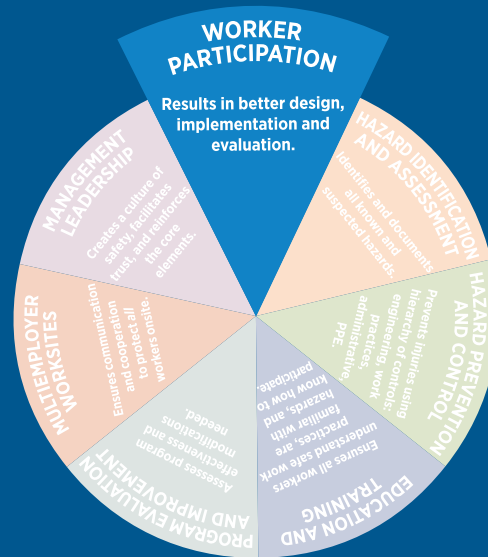 WORKER
PARTICIPATION
Results in better design,
implementation and
evaluation.
HAZARD IDENTIFICATION
AND ASSESSMENT
Identifies and documents
all known and
suspected hazards.
HAZARD PREVENTION
AND CONTROL
Prevents injuries using
hierarchy of controls:
engineering, work
practice,
administrative,
PPE.
EDUCATION AND
TRAINING
Ensures all workers
understand safe work
practices, are
familiar with
hazards, and
know how to
participate.
PROGRAM EVALUATION
AND IMPROVEMENT
Assesses program
effectiveness and
modifications
needed.
MULTEMPLOYER
WORKSITES
Ensures communication
and cooperation
to protect all
workers onsite.
MANAGEMENT
LEADERSHIP
Creates a culture of
safety, facilitates
trust, and reinforces
the core
elements.